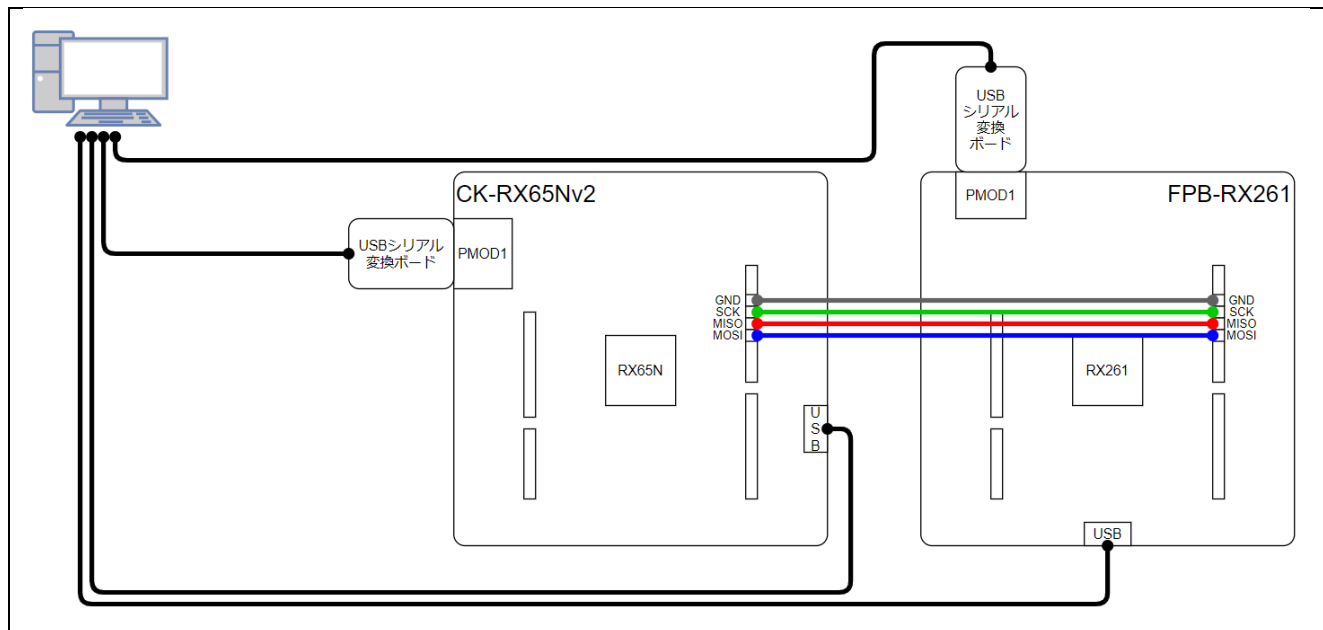 USB
シリアル
変換
ボード
CK-RX65Nv2
PMOD1
FPB-RX261
USBシリアル
変換ボード
PMOD1
GND
SCK
MISO
MOSI
GND
SCK
MISO
MOSI
RX65N
RX261
U
S
B
USB